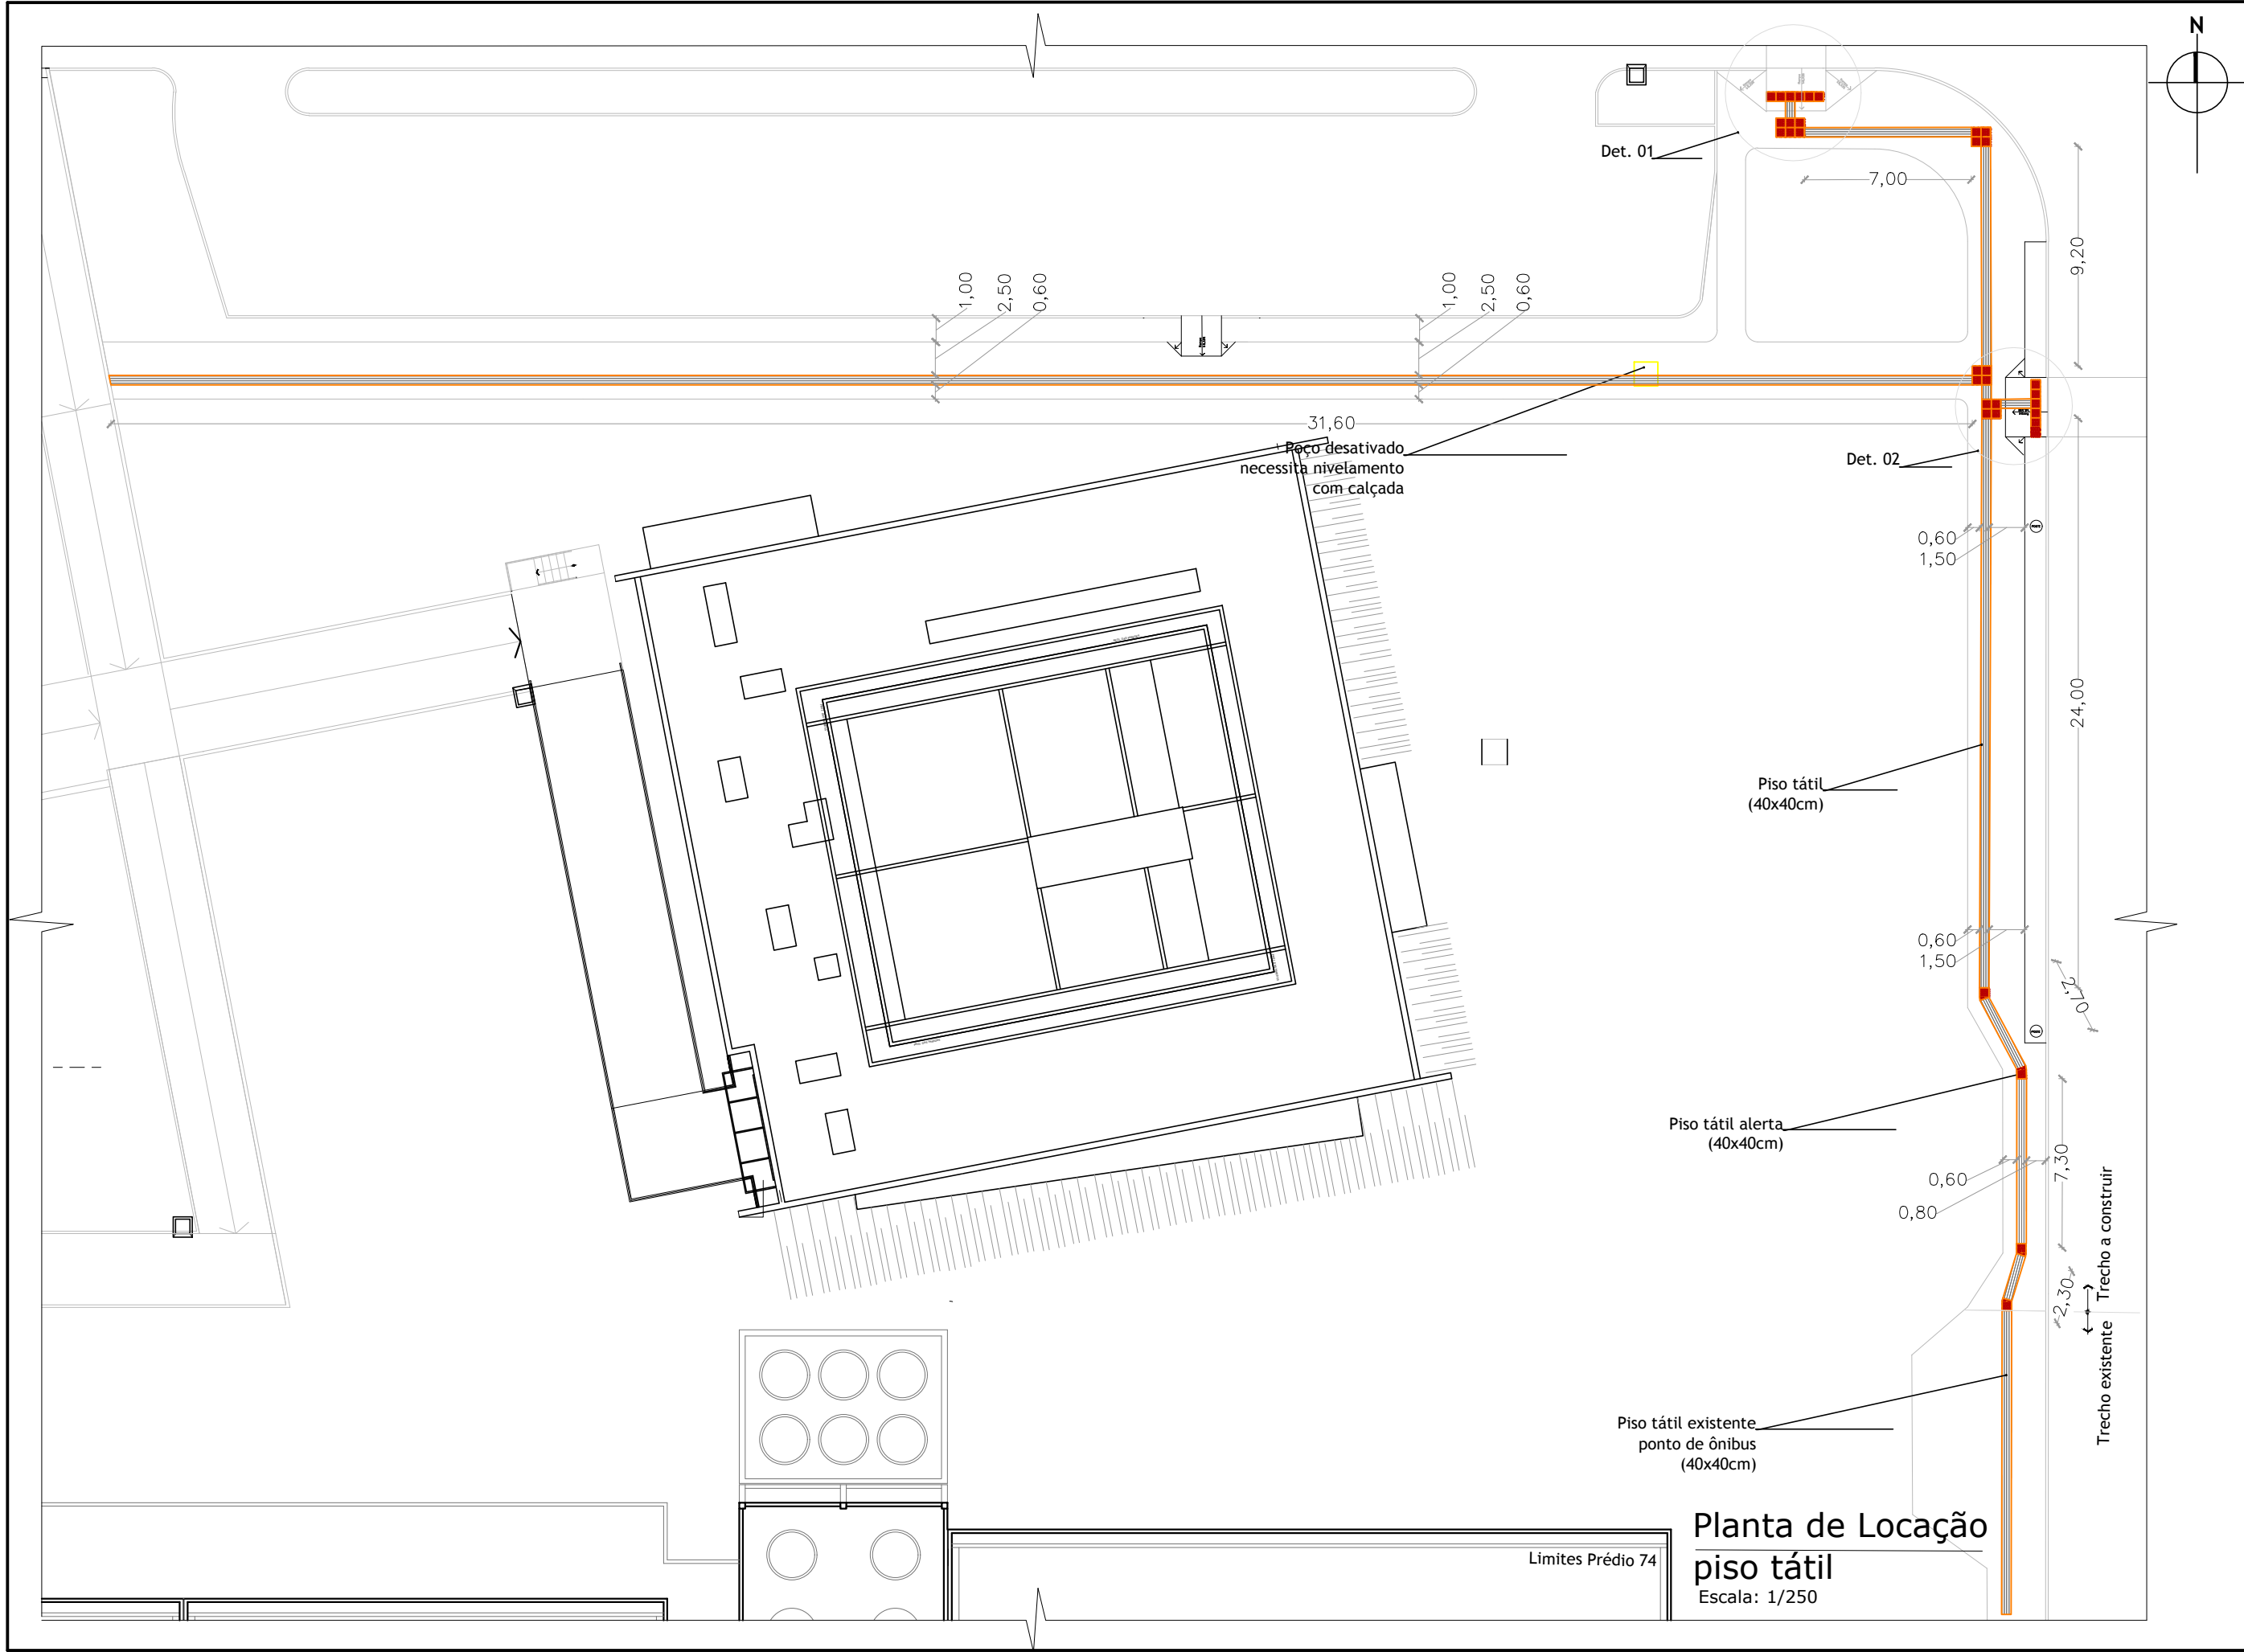 N
Det. 01
7,00
9,20
1,00
2,50
0,60
1,00
2,50
0,60
31,60
Poço desativado
necessita nivelamento
com calçada
Det. 02
0,60
1,50
24,00
Piso tátil
(40x40cm)
0,60
1,50
2,70
Piso tátil alerta
(40x40cm)
7,30
0,60
0,80
2,30
Trecho a construir
Trecho existente
Piso tátil existente
ponto de ônibus
(40x40cm)
Limites Prédio 74
Planta de Locação
piso tátil
Escala: 1/250